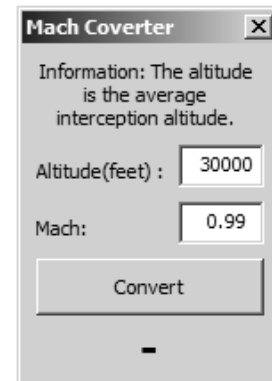 Mach Coverter
Information: The altitude
is the average
interception altitude.
Altitude(feet) : 30000
Mach: 0.99
Convert
-